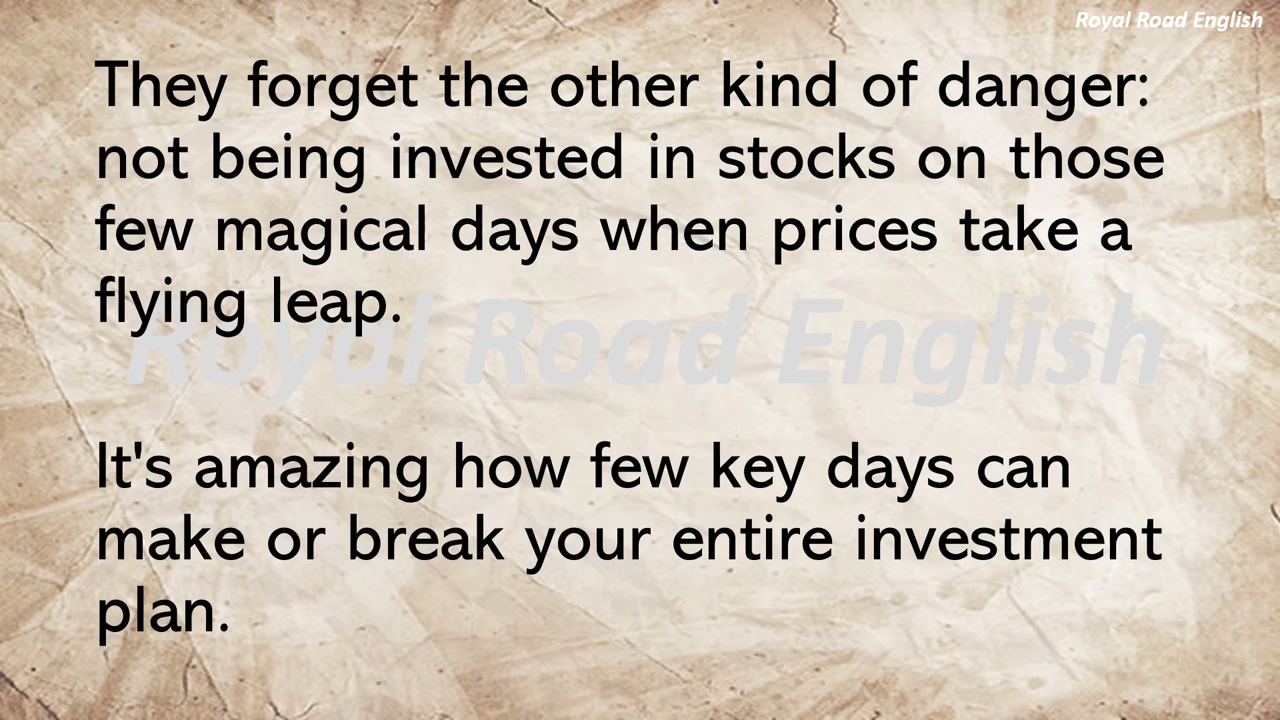 Royal Road English
They forget the other kind of danger:
not being invested in stocks on those
few magical days when prices take a
flying leap.
Royal Road English
It's amazing how few key days can
make or break your entire investment
plan.